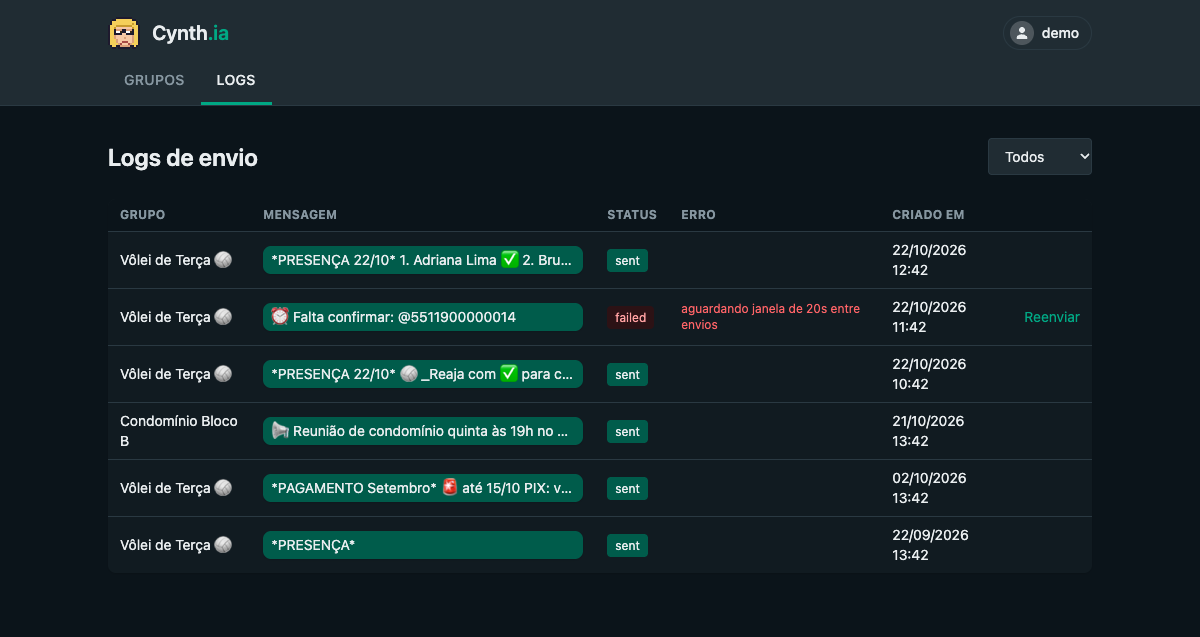 Cynth.ia
demo
GRUPOS LOGS
Logs de envio
Todos
GRUPO MENSAGEM STATUS ERRO CRIADO EM
Vôlei de Terça 🏐 *PRESENÇA 22/10* 1. Adriana Lima ✅ 2. Bru... sent 22/10/2026
12:42
Vôlei de Terça 🏐 ⏰ Falta confirmar: @5511900000014 failed aguardando janela de 20s entre
envios 22/10/2026
11:42 Reenviar
Vôlei de Terça 🏐 *PRESENÇA 22/10* 🏐 _Reaja com ✅ para c... sent 22/10/2026
10:42
Condomínio Bloco
B 📢 Reunião de condomínio quinta às 19h no ... sent 21/10/2026
13:42
Vôlei de Terça 🏐 *PAGAMENTO Setembro* 🚨 até 15/10 PIX: v... sent 02/10/2026
13:42
Vôlei de Terça 🏐 *PRESENÇA* sent 22/09/2026
13:42